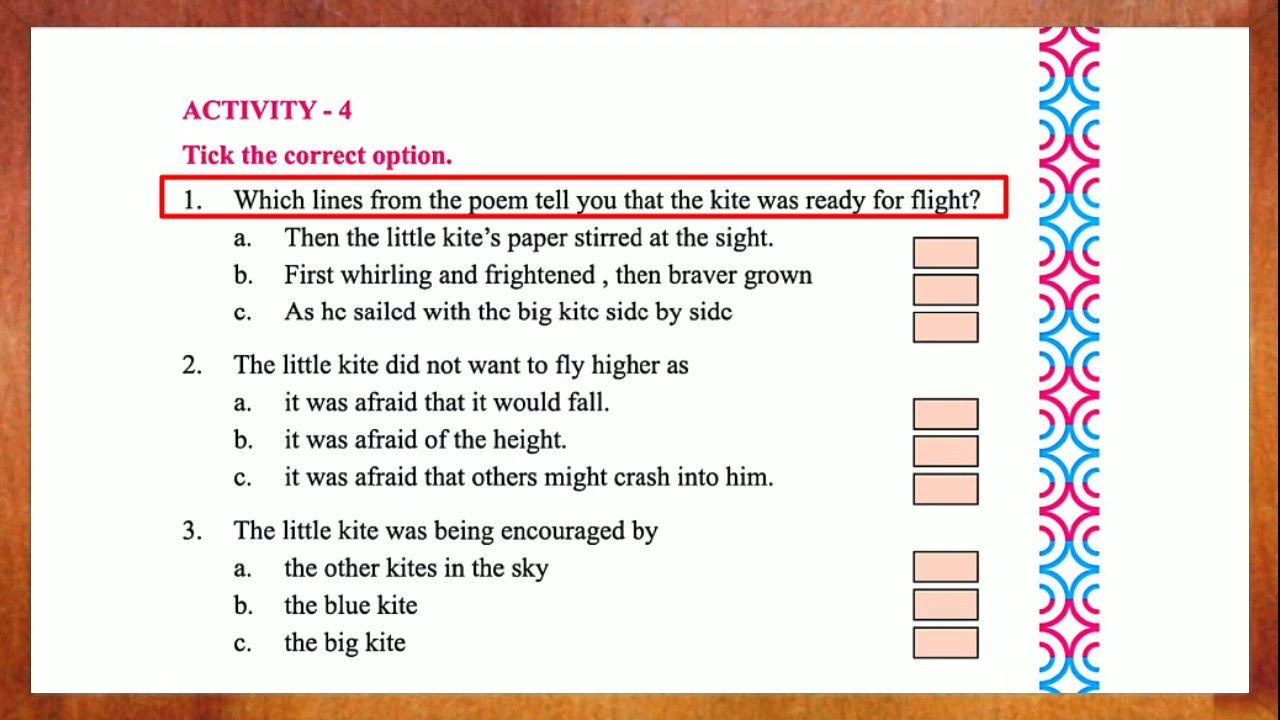 ACTIVITY - 4
Tick the correct option.
1. Which lines from the poem tell you that the kite was ready for flight?
a. Then the little kite's paper stirred at the sight.
b. First whirling and frightened , then braver grown
c. As he sailed with the big kite side by side
2. The little kite did not want to fly higher as
a. it was afraid that it would fall.
b. it was afraid of the height.
c. it was afraid that others might crash into him.
3. The little kite was being encouraged by
a. the other kites in the sky
b. the blue kite
c. the big kite